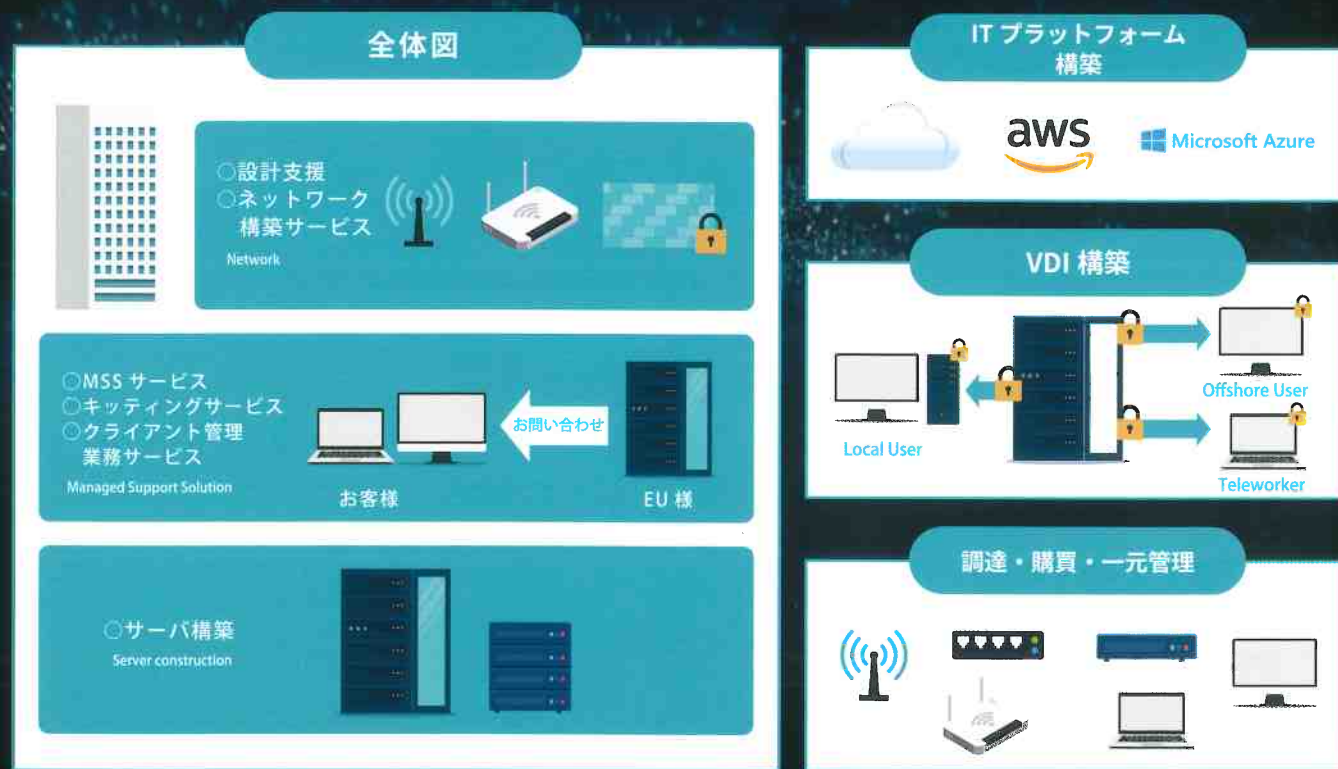 全体図
○設計支援
○ネットワーク
構築サービス
Network
○MSS サービス
○キッティングサービス
○クライアント管理
業務サービス
Managed Support Solution
お問い合わせ
お客様
EU 様
○サーバ構築
Server construction
IT プラットフォーム
構築
aws
Microsoft Azure
VDI 構築
Local User
Offshore User
Teleworker
調達・購買・一元管理